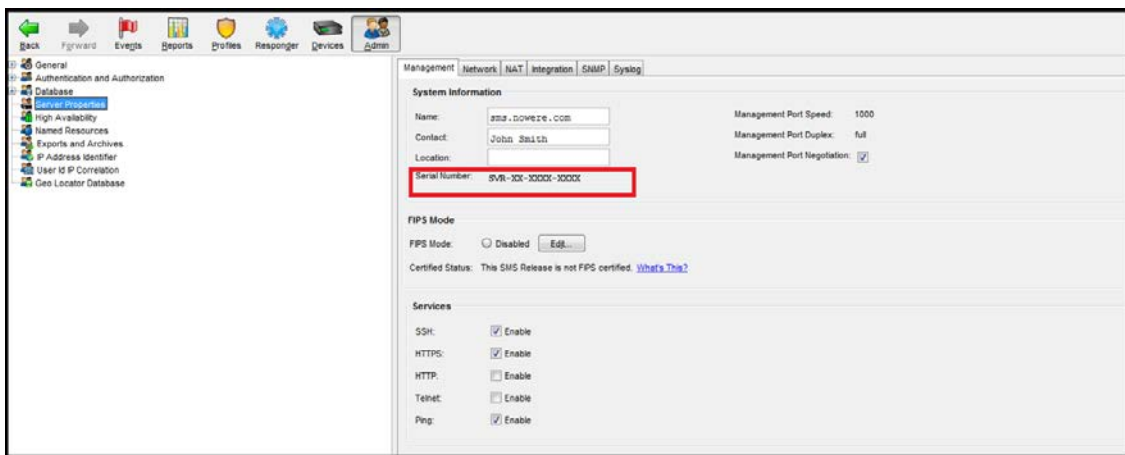 Back Forward Events Reports Profiles Responder Devices Admin
General
Authentication and Authorization
Database
Server Properties
High Availability
Named Resources
Exports and Archives
IP Address Identifier
User Id IP Correlation
Geo Locator Database
Management Network NAT Integration SNMP Syslog
System Information
Name: sms.nowere.com Management Port Speed: 1000
Contact: John Smith Management Port Duplex: full
Location: Management Port Negotiation:
Serial Number: SVR-XX-XXXX-XXXX
FIPS Mode
FIPS Mode: Disabled Edit...
Certified Status: This SMS Release is not FIPS certified. What's This?
Services
SSH: Enable
HTTPS: Enable
HTTP: Enable
Telnet: Enable
Ping: Enable